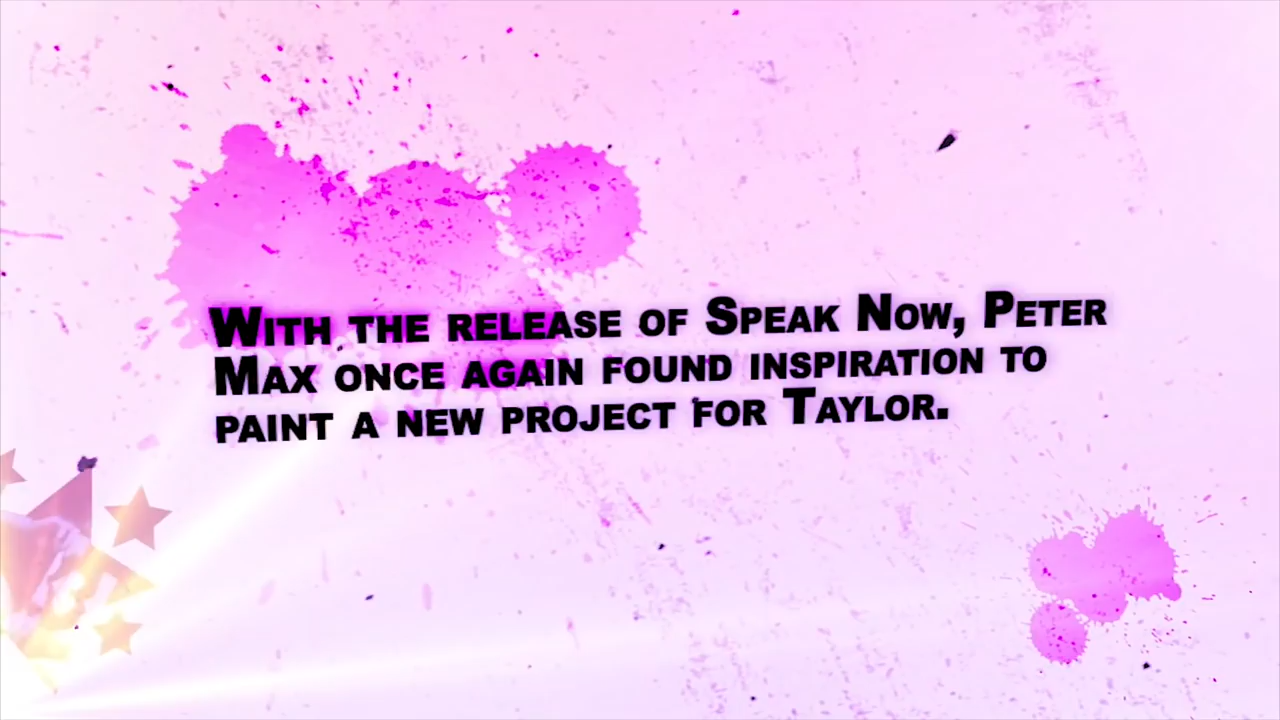 With the release of Speak Now, Peter
Max once again found inspiration to
paint a new project for Taylor.